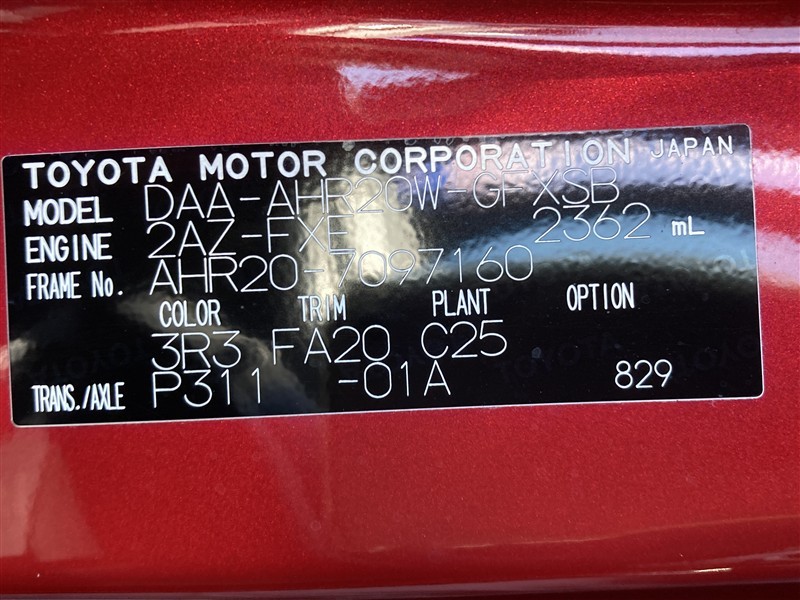 TOYOTA MOTOR CORPORATION JAPAN
MODEL DAA-AHR20W-GFXSB
ENGINE 2AZ-FXE 2362 mL
FRAME No. AHR20-7097160
COLOR TRIM PLANT OPTION
3R3 FA20 C25
TRANS./AXLE P311 -01A 829